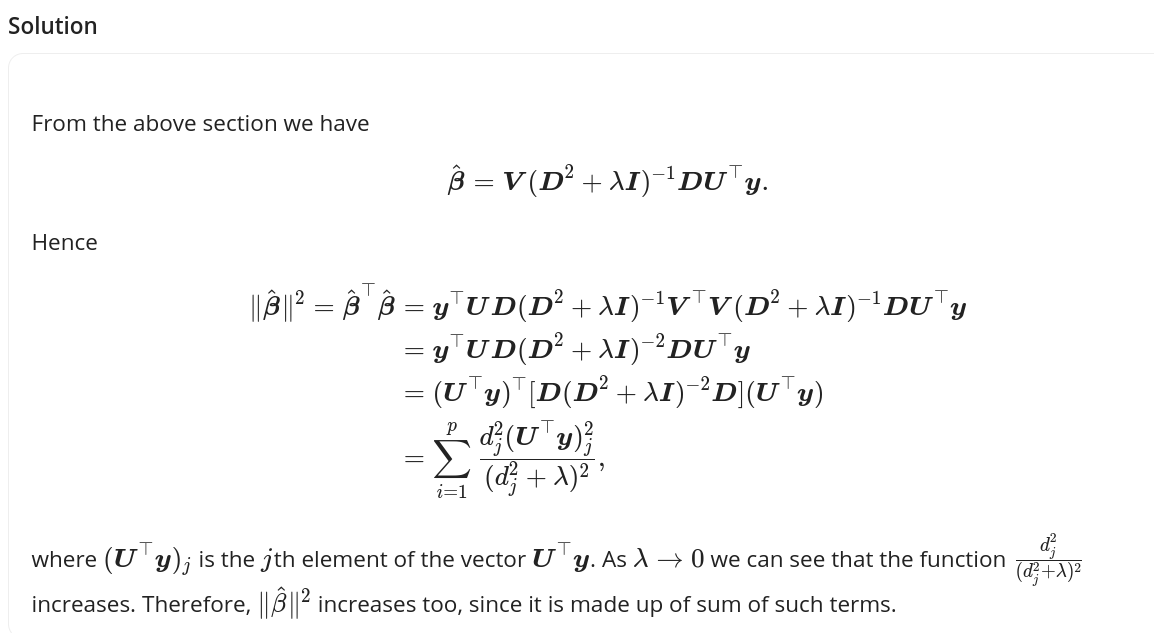 Solution
From the above section we have
$\hat{\boldsymbol{\beta}} = \boldsymbol{V}(\boldsymbol{D}^2 + \lambda \boldsymbol{I})^{-1}\boldsymbol{D}\boldsymbol{U}^\top \boldsymbol{y}.$
Hence
$\|\hat{\boldsymbol{\beta}}\|^2 = \hat{\boldsymbol{\beta}}^\top \hat{\boldsymbol{\beta}} = \boldsymbol{y}^\top \boldsymbol{U}\boldsymbol{D}(\boldsymbol{D}^2 + \lambda \boldsymbol{I})^{-1}\boldsymbol{V}^\top \boldsymbol{V}(\boldsymbol{D}^2 + \lambda \boldsymbol{I})^{-1}\boldsymbol{D}\boldsymbol{U}^\top \boldsymbol{y}$
$= \boldsymbol{y}^\top \boldsymbol{U}\boldsymbol{D}(\boldsymbol{D}^2 + \lambda \boldsymbol{I})^{-2}\boldsymbol{D}\boldsymbol{U}^\top \boldsymbol{y}$
$= (\boldsymbol{U}^\top \boldsymbol{y})^\top [\boldsymbol{D}(\boldsymbol{D}^2 + \lambda \boldsymbol{I})^{-2}\boldsymbol{D}](\boldsymbol{U}^\top \boldsymbol{y})$
$= \sum_{i=1}^{p} \frac{d_j^2 (\boldsymbol{U}^\top \boldsymbol{y})_j^2}{(d_j^2 + \lambda)^2},$
where $(\boldsymbol{U}^\top \boldsymbol{y})_j$ is the $j$th element of the vector $\boldsymbol{U}^\top \boldsymbol{y}$. As $\lambda \to 0$ we can see that the function $\frac{d_j^2}{(d_j^2+\lambda)^2}$
increases. Therefore, $\|\hat{\beta}\|^2$ increases too, since it is made up of sum of such terms.